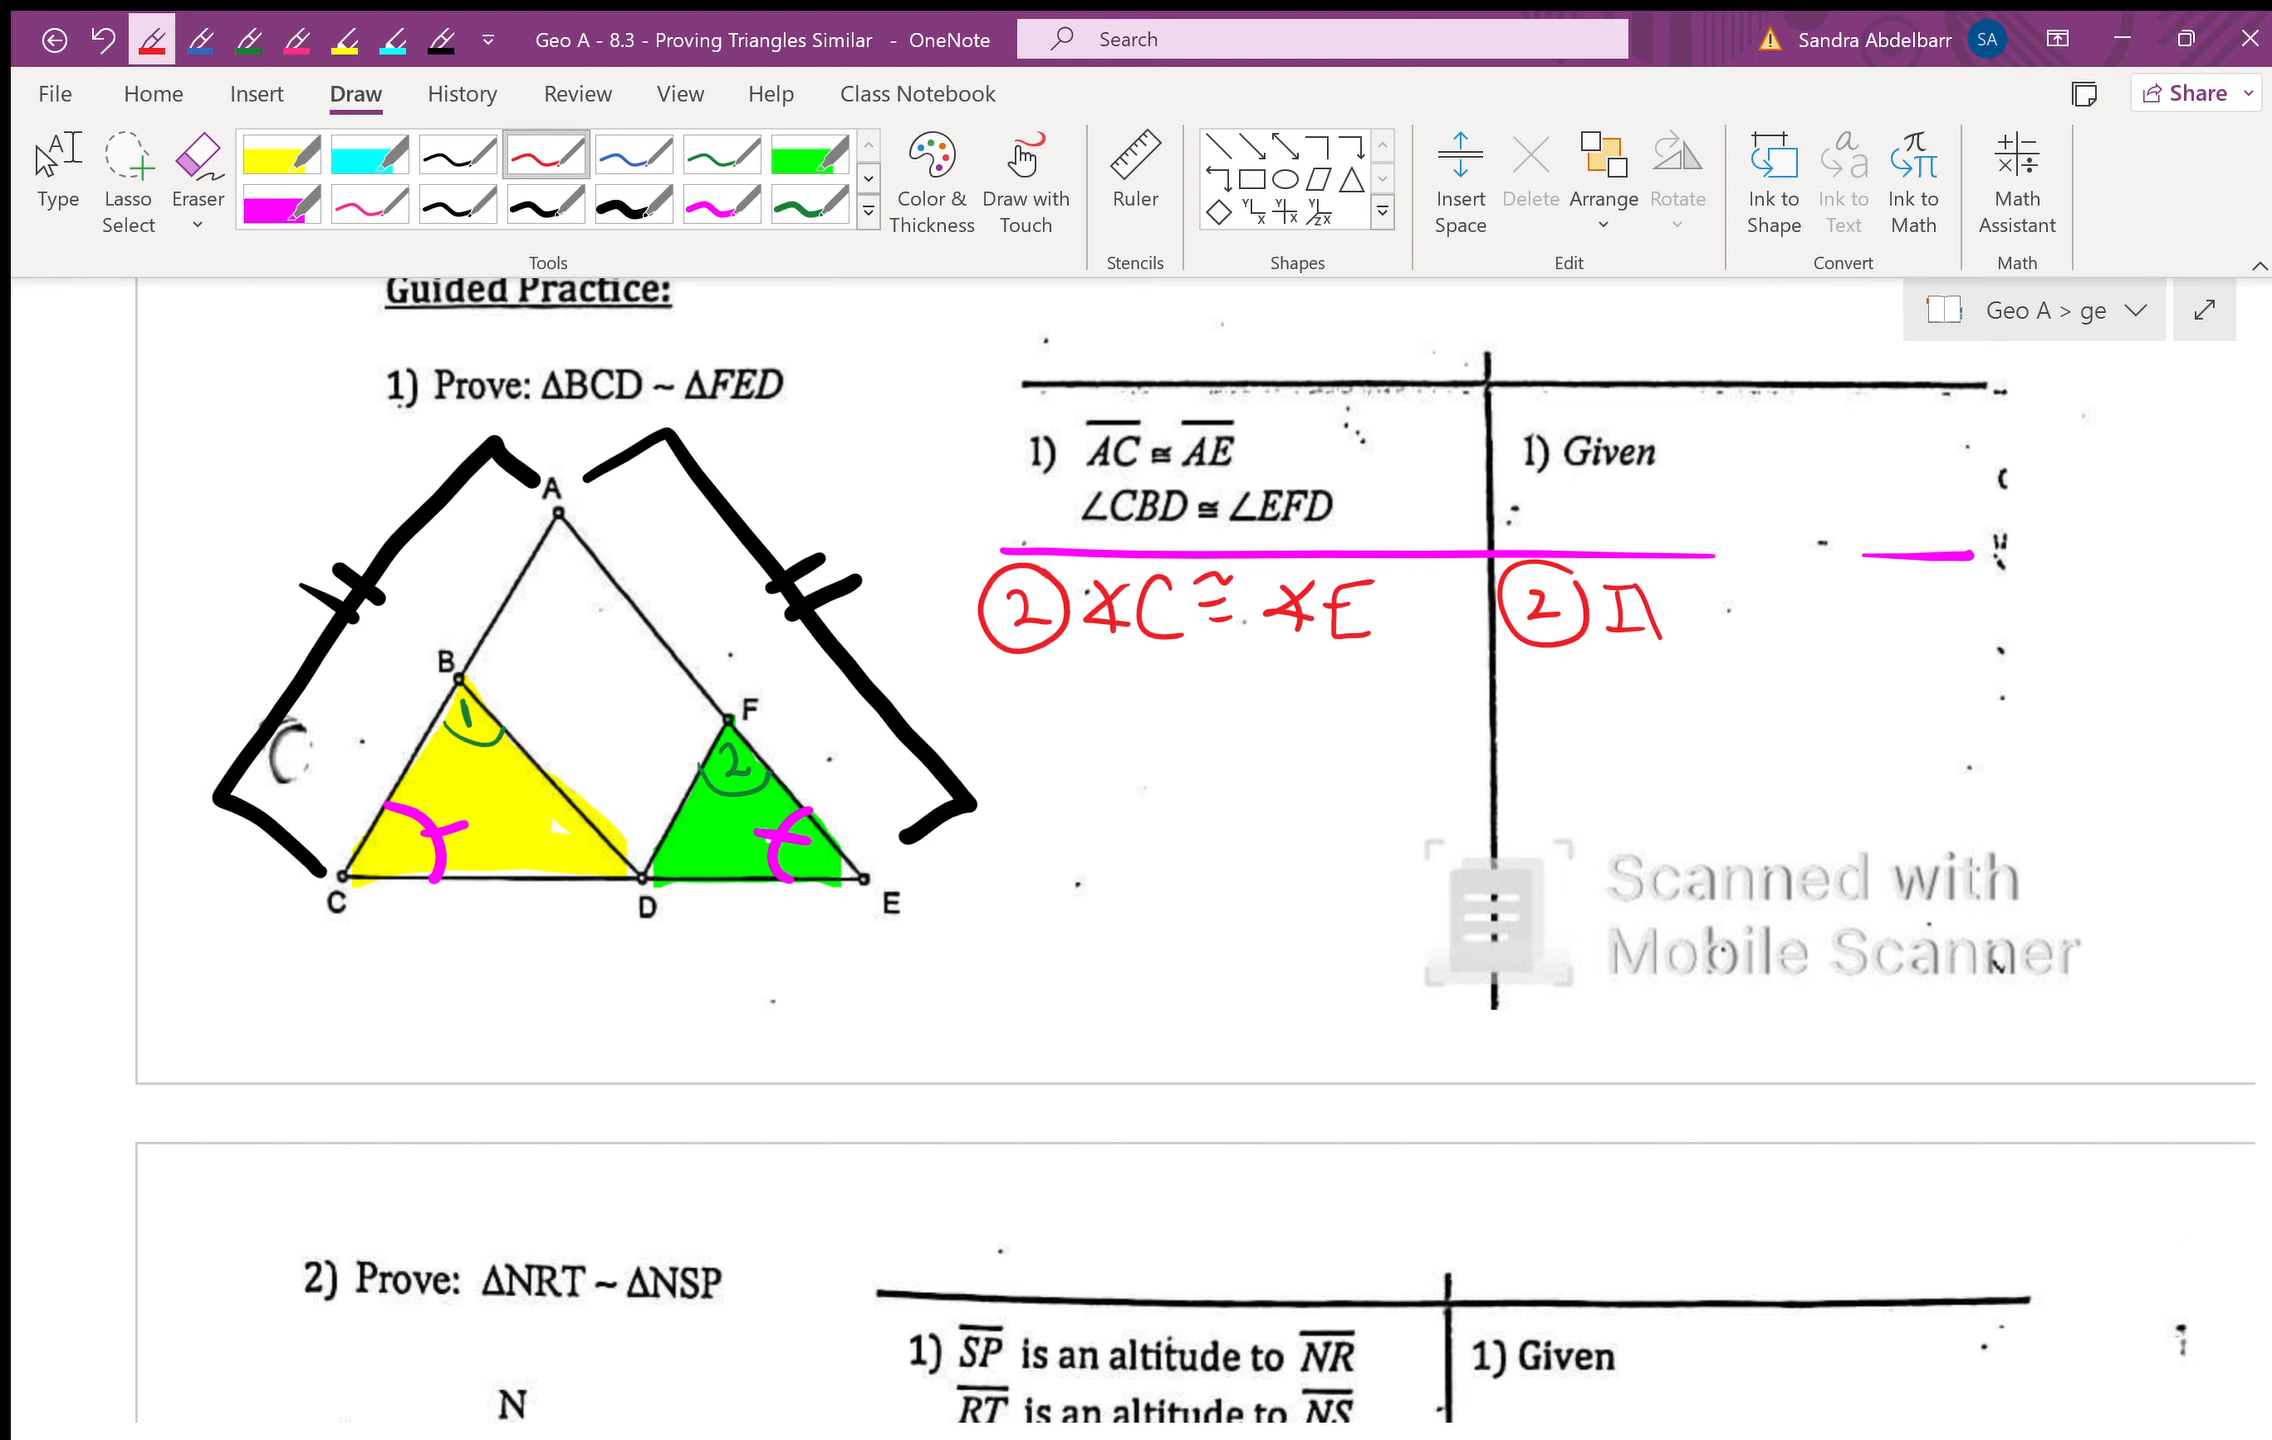 Geo A - 8.3 - Proving Triangles Similar - OneNote
Search
Sandra Abdelbarr SA
File Home Insert Draw History Review View Help Class Notebook
Share
Type
Lasso Select
Eraser
Color & Thickness
Draw with Touch
Ruler
Insert Space
Delete
Arrange
Rotate
Ink to Shape
Ink to Text
Ink to Math
Math Assistant
Tools
Stencils
Shapes
Edit
Convert
Math
Geo A > ge
Guided Practice:
1) Prove: ΔBCD ~ ΔFED
1) AC ≅ AE
∠CBD ≅ ∠EFD
1) Given
② ∡C ≅ ∡E
②
A
B
1
F
2
C
D
E
Scanned with
Mobile Scanner
2) Prove: ΔNRT ~ ΔNSP
1) SP is an altitude to NR
RT is an altitude to NS
1) Given
N